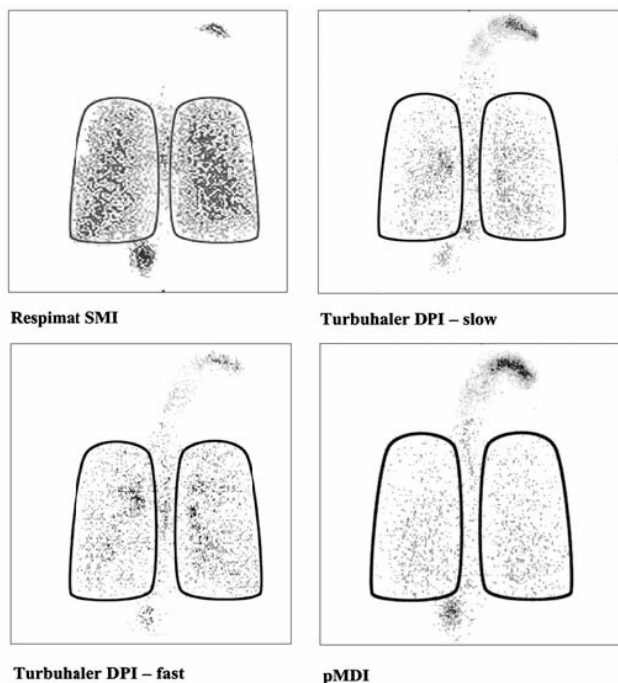 Respimat SMI
Turbuhaler DPI – slow
Turbuhaler DPI – fast
pMDI